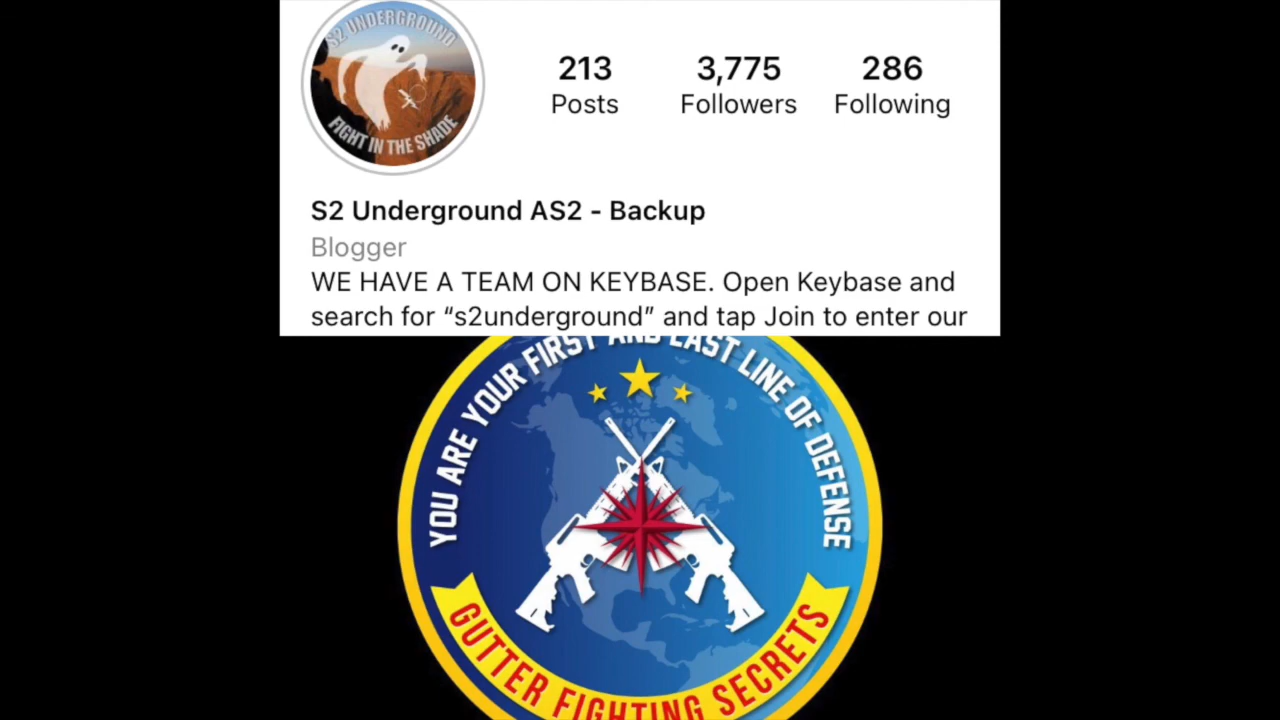 S2 UNDERGROUND
FIGHT IN THE SHADE
213
Posts
3,775
Followers
286
Following
S2 Underground AS2 - Backup
Blogger
WE HAVE A TEAM ON KEYBASE. Open Keybase and
search for “s2underground” and tap Join to enter our
YOU ARE YOUR FIRST AND LAST LINE OF DEFENSE
GUTTER FIGHTING SECRETS